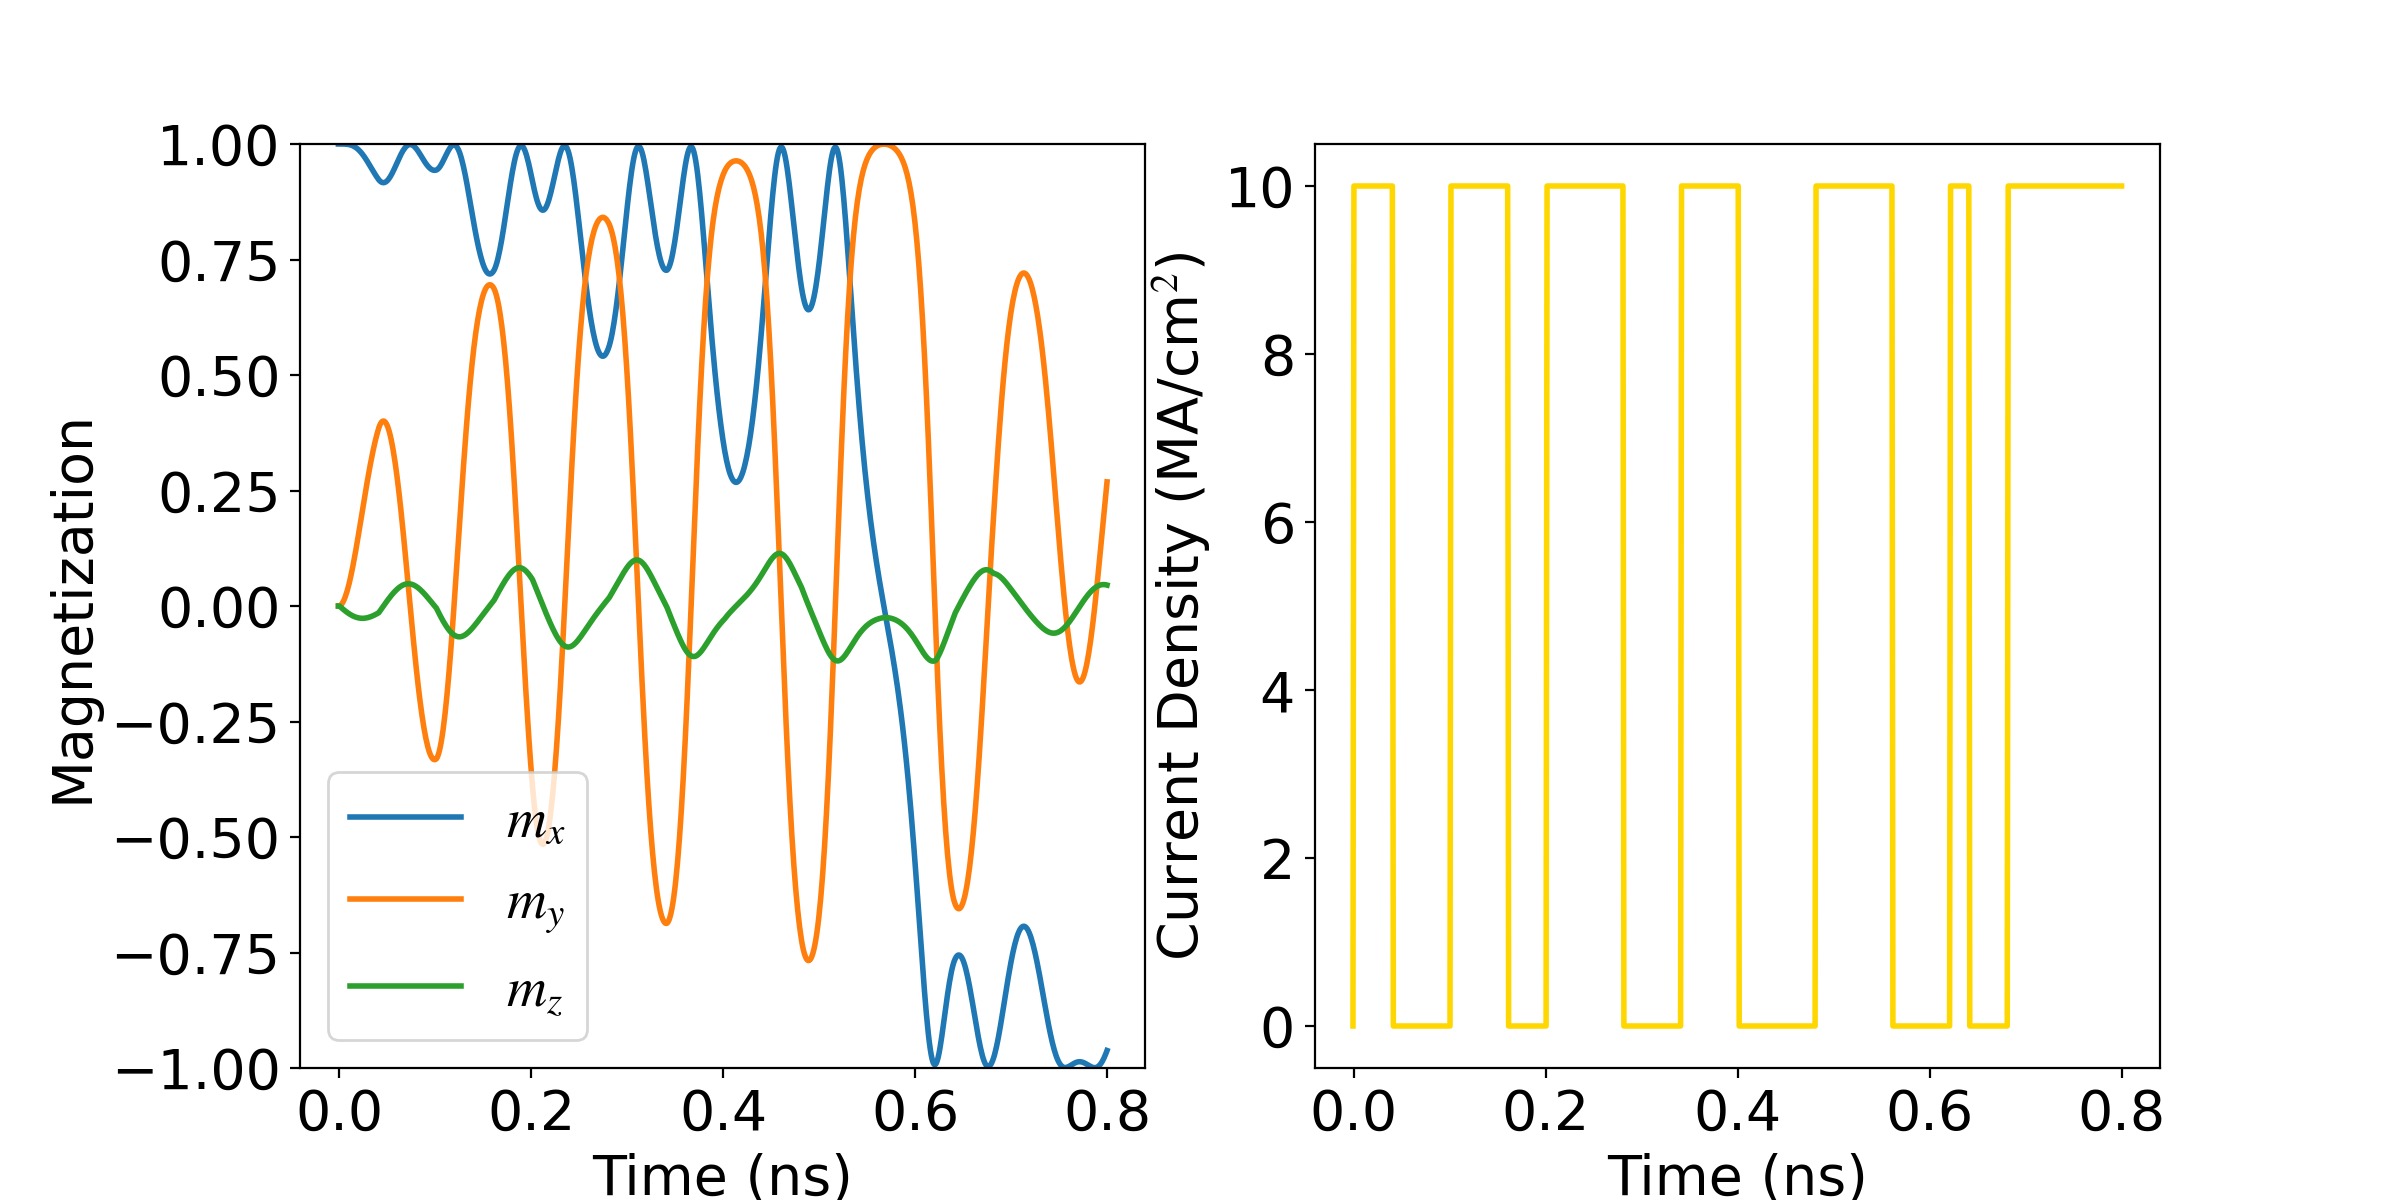 Magnetization
1.00
0.75
0.50
0.25
0.00
−0.25
−0.50
−0.75
−1.00
m_x
m_y
m_z
0.0 0.2 0.4 0.6 0.8
Time (ns)
Current Density (MA/cm²)
10
8
6
4
2
0
0.0 0.2 0.4 0.6 0.8
Time (ns)